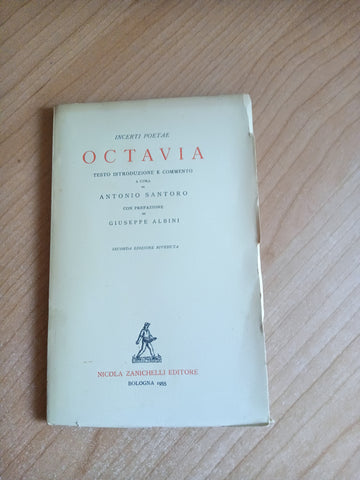 INCERTI POETAE
OCTAVIA
TESTO INTRODUZIONE E COMMENTO
A CURA
DI
ANTONIO SANTORO
CON PREFAZIONE
DI
GIUSEPPE ALBINI
SECONDA EDIZIONE RIVEDUTA
NICOLA ZANICHELLI EDITORE
BOLOGNA 1955